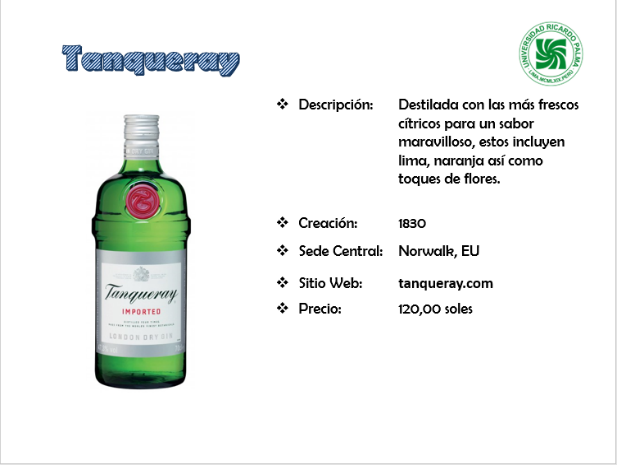 Tanqueray
UNIVERSIDAD RICARDO PALMA
LIMA, PERU
❖ Descripción: Destilada con las más frescos
cítricos para un sabor
maravilloso, estos incluyen
lima, naranja así como
toques de flores.
❖ Creación: 1830
❖ Sede Central: Norwalk, EU
❖ Sitio Web: tanqueray.com
❖ Precio: 120,00 soles
Tanqueray
IMPORTED
LONDON DRY GIN